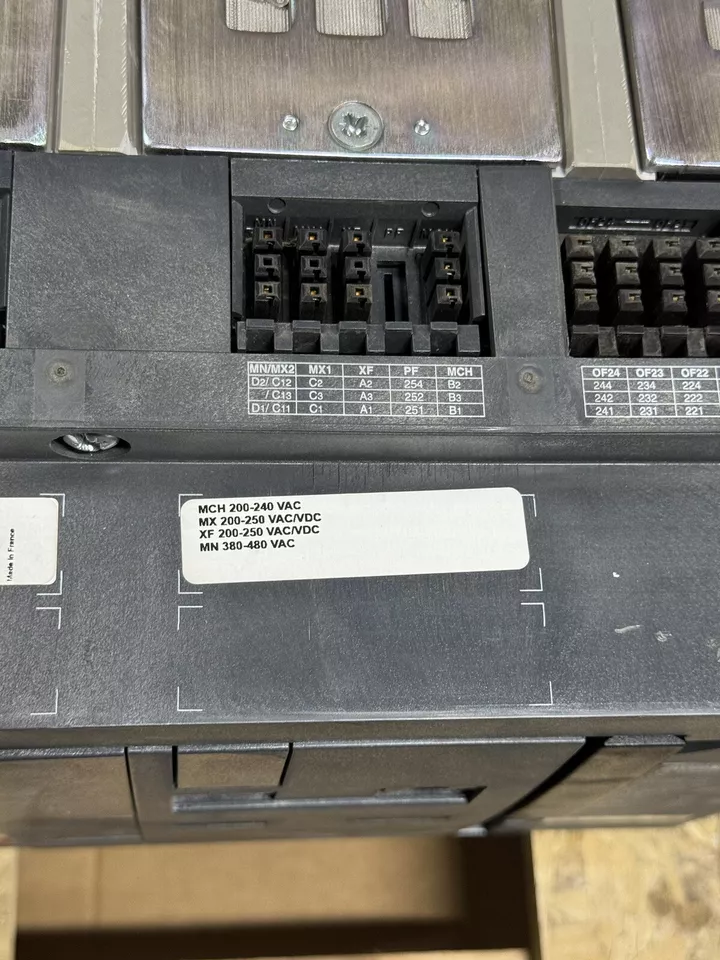 PF
MN/MX2 MX1 XF PF MCH
D2/ C12 C2 A2 254 B2
/ C13 C3 A3 252 B3
D1/ C11 C1 A1 251 B1
OF24 OF23 OF22
244 234 224
242 232 222
241 231 221
MCH 200-240 VAC
MX 200-250 VAC/VDC
XF 200-250 VAC/VDC
MN 380-480 VAC
Made in France